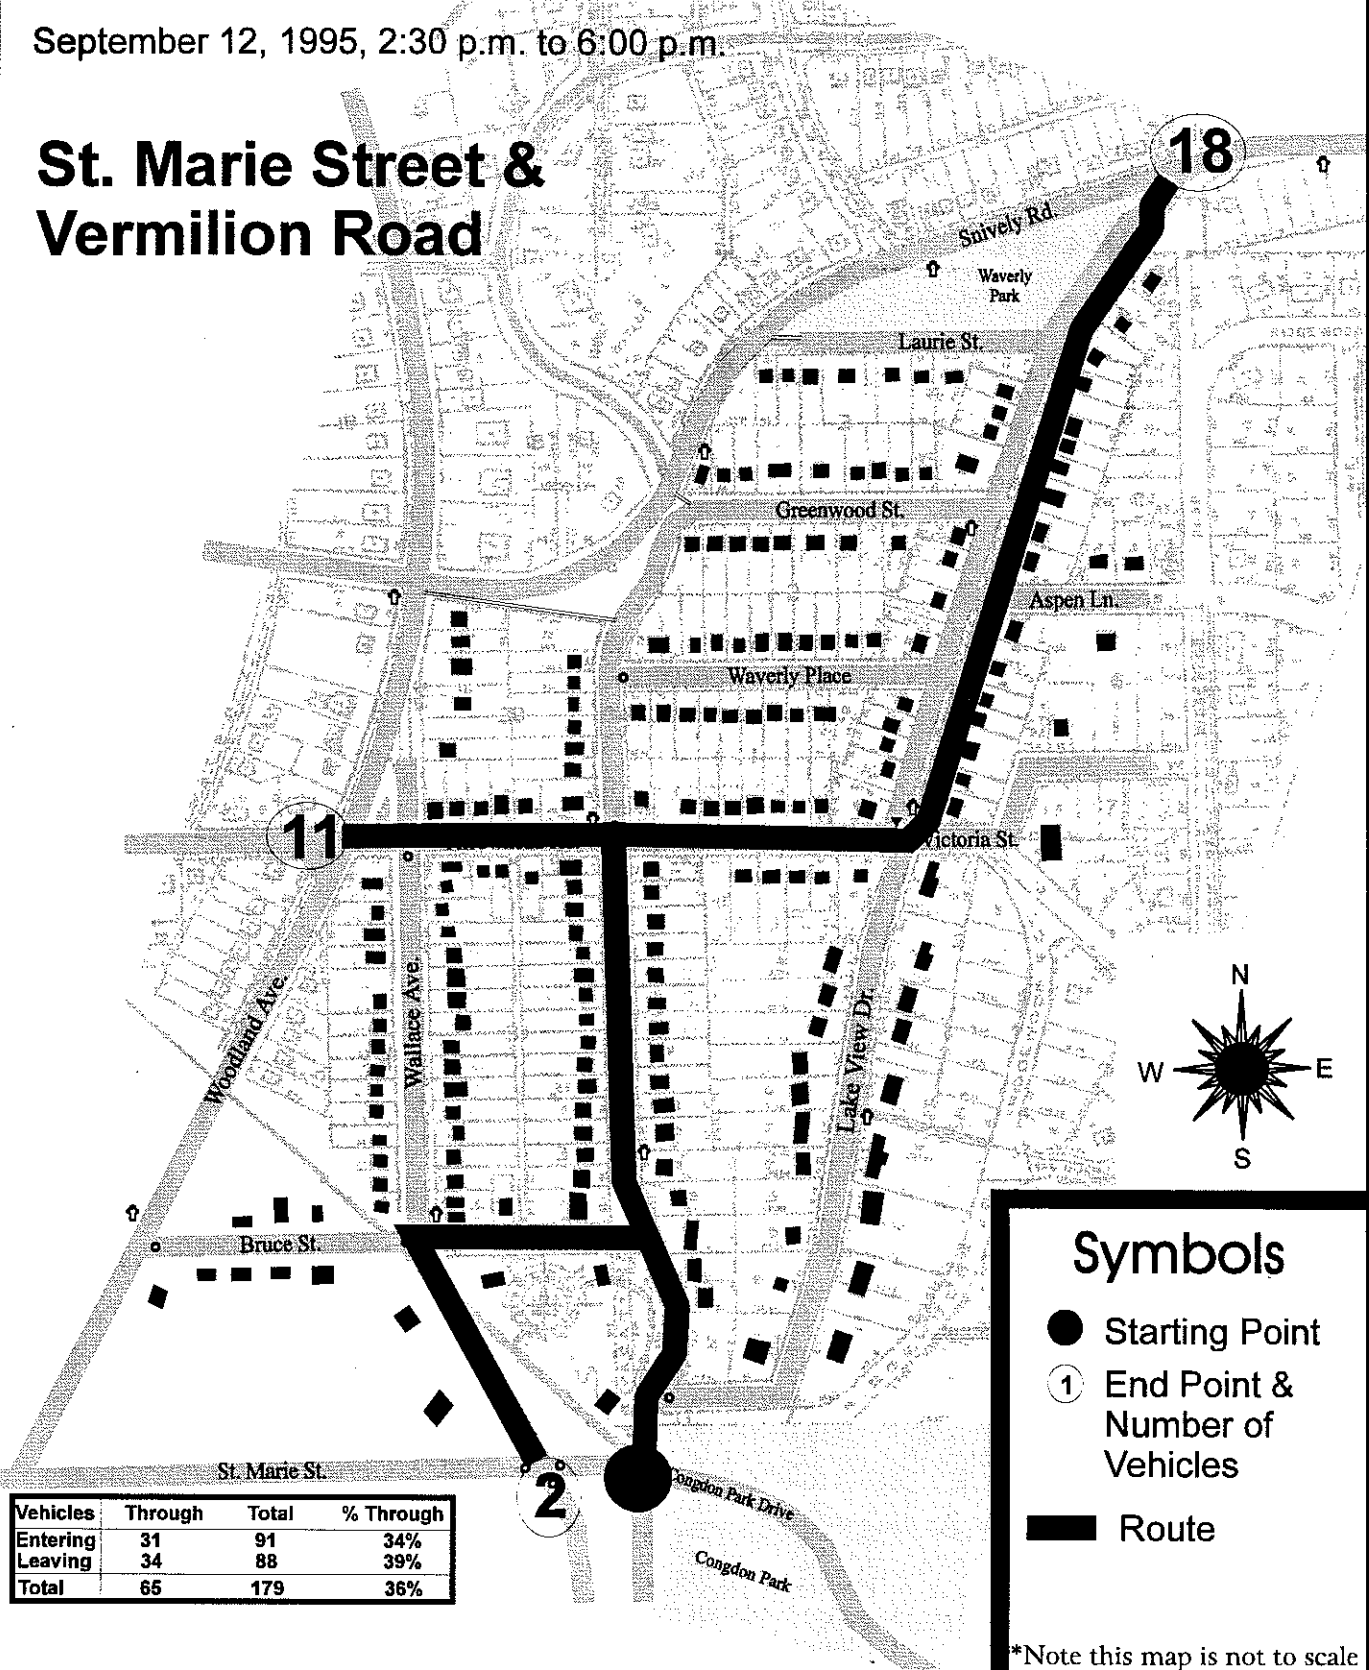 September 12, 1995, 2:30 p.m. to 6:00 p.m.
St. Marie Street &
Vermilion Road
18
Snively Rd.
Waverly
Park
Laurie St.
Greenwood St.
Aspen Ln.
Waverly Place
11
Victoria St.
Woodland Ave.
Wallace Ave.
Lake View Dr.
N
W
E
S
Bruce St.
St. Marie St.
2
Congdon Park Drive
Congdon Park
Vehicles Through Total % Through
Entering 31 91 34%
Leaving 34 88 39%
Total 65 179 36%
Symbols
Starting Point
1 End Point &
Number of
Vehicles
Route
*Note this map is not to scale